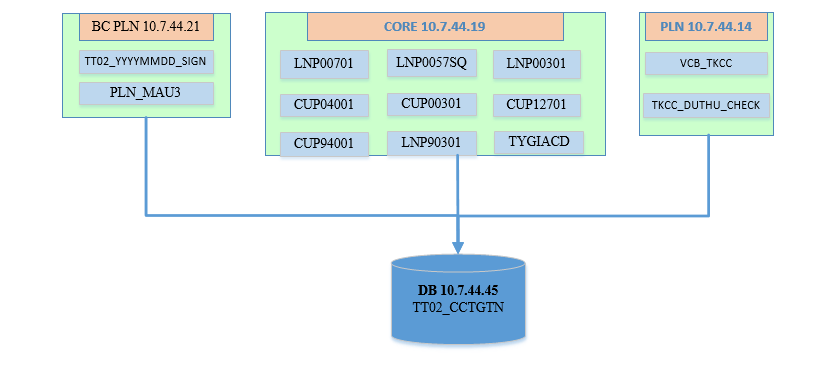 BC PLN 10.7.44.21
TT02_YYYYMMDD_SIGN
PLN_MAU3
CORE 10.7.44.19
LNP00701
LNP0057SQ
LNP00301
CUP04001
CUP00301
CUP12701
CUP94001
LNP90301
TYGIACD
PLN 10.7.44.14
VCB_TKCC
TKCC_DUTHU_CHECK
DB 10.7.44.45
TT02_CCTGTN